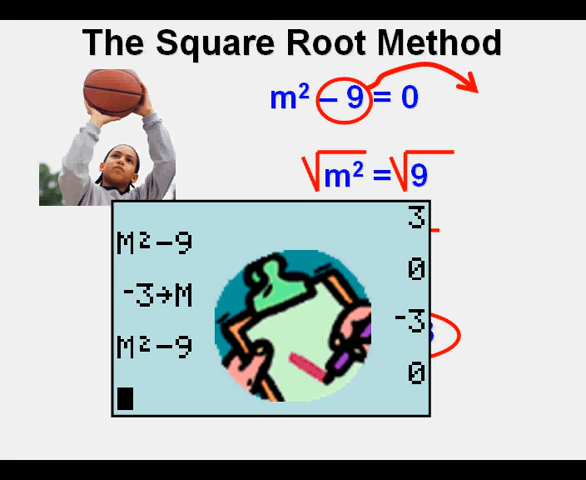 The Square Root Method
m² – 9 = 0
√m² = √9
3
M²-9
0
-3→M
-3
M²-9
0